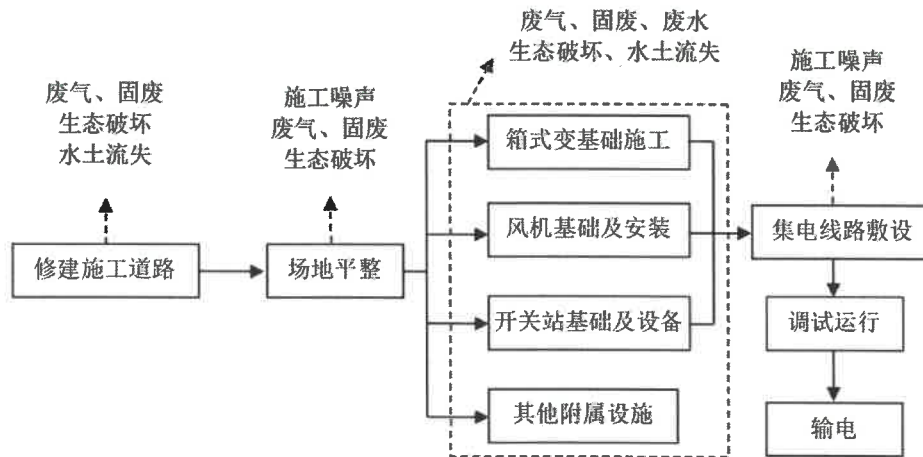 废气、固废、废水
生态破坏、水土流失
废气、固废
生态破坏
水土流失
施工噪声
废气、固废
生态破坏
施工噪声
废气、固废
生态破坏
修建施工道路
场地平整
箱式变基础施工
风机基础及安装
开关站基础及设备
其他附属设施
集电线路敷设
调试运行
输电